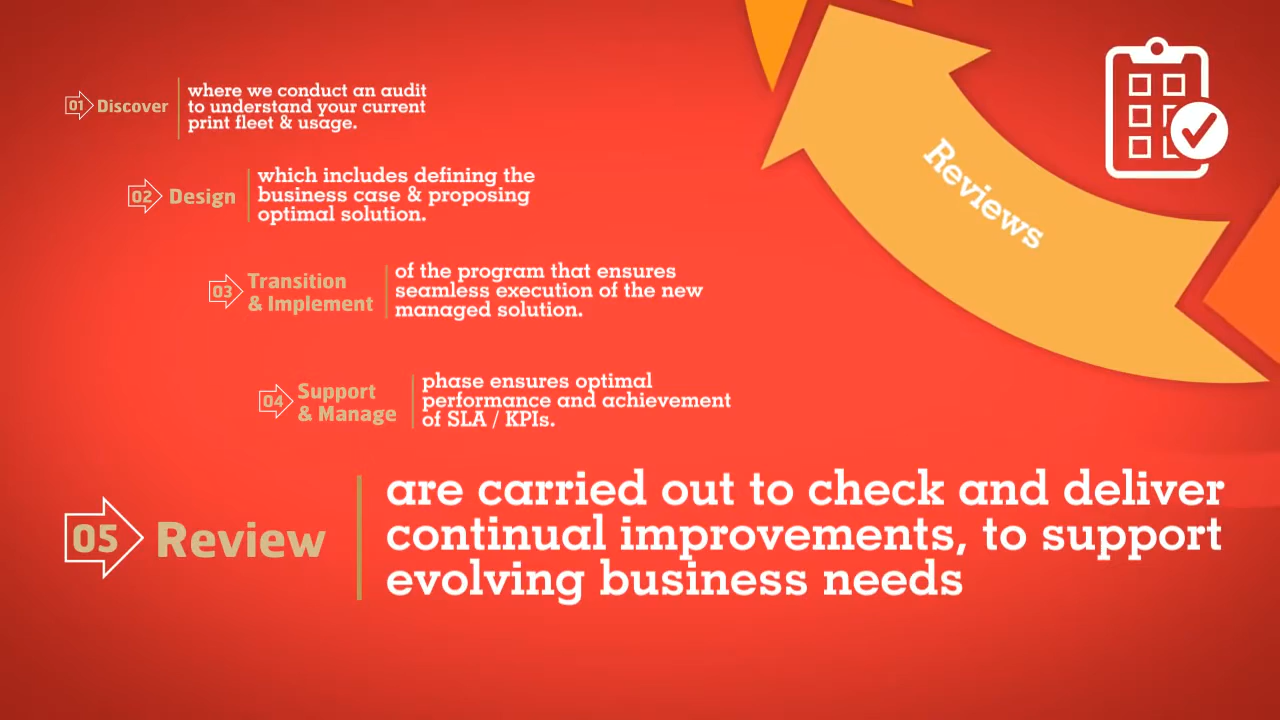 01 Discover
where we conduct an audit
to understand your current
print fleet & usage.
02 Design
which includes defining the
business case & proposing
optimal solution.
03 Transition
& Implement
of the program that ensures
seamless execution of the new
managed solution.
04 Support
& Manage
phase ensures optimal
performance and achievement
of SLA / KPIs.
05 Review
are carried out to check and deliver
continual improvements, to support
evolving business needs
Reviews